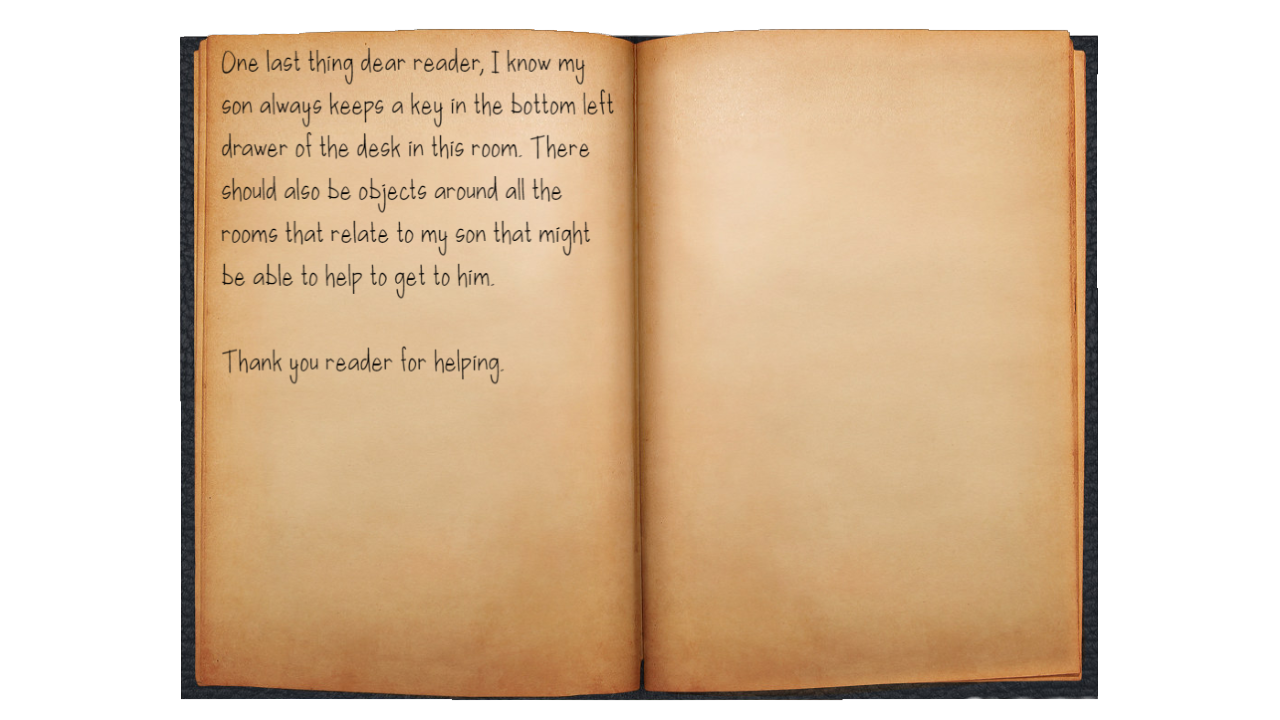 One last thing dear reader, I know my
son always keeps a key in the bottom left
drawer of the desk in this room. There
should also be objects around all the
rooms that relate to my son that might
be able to help to get to him.
Thank you reader for helping.